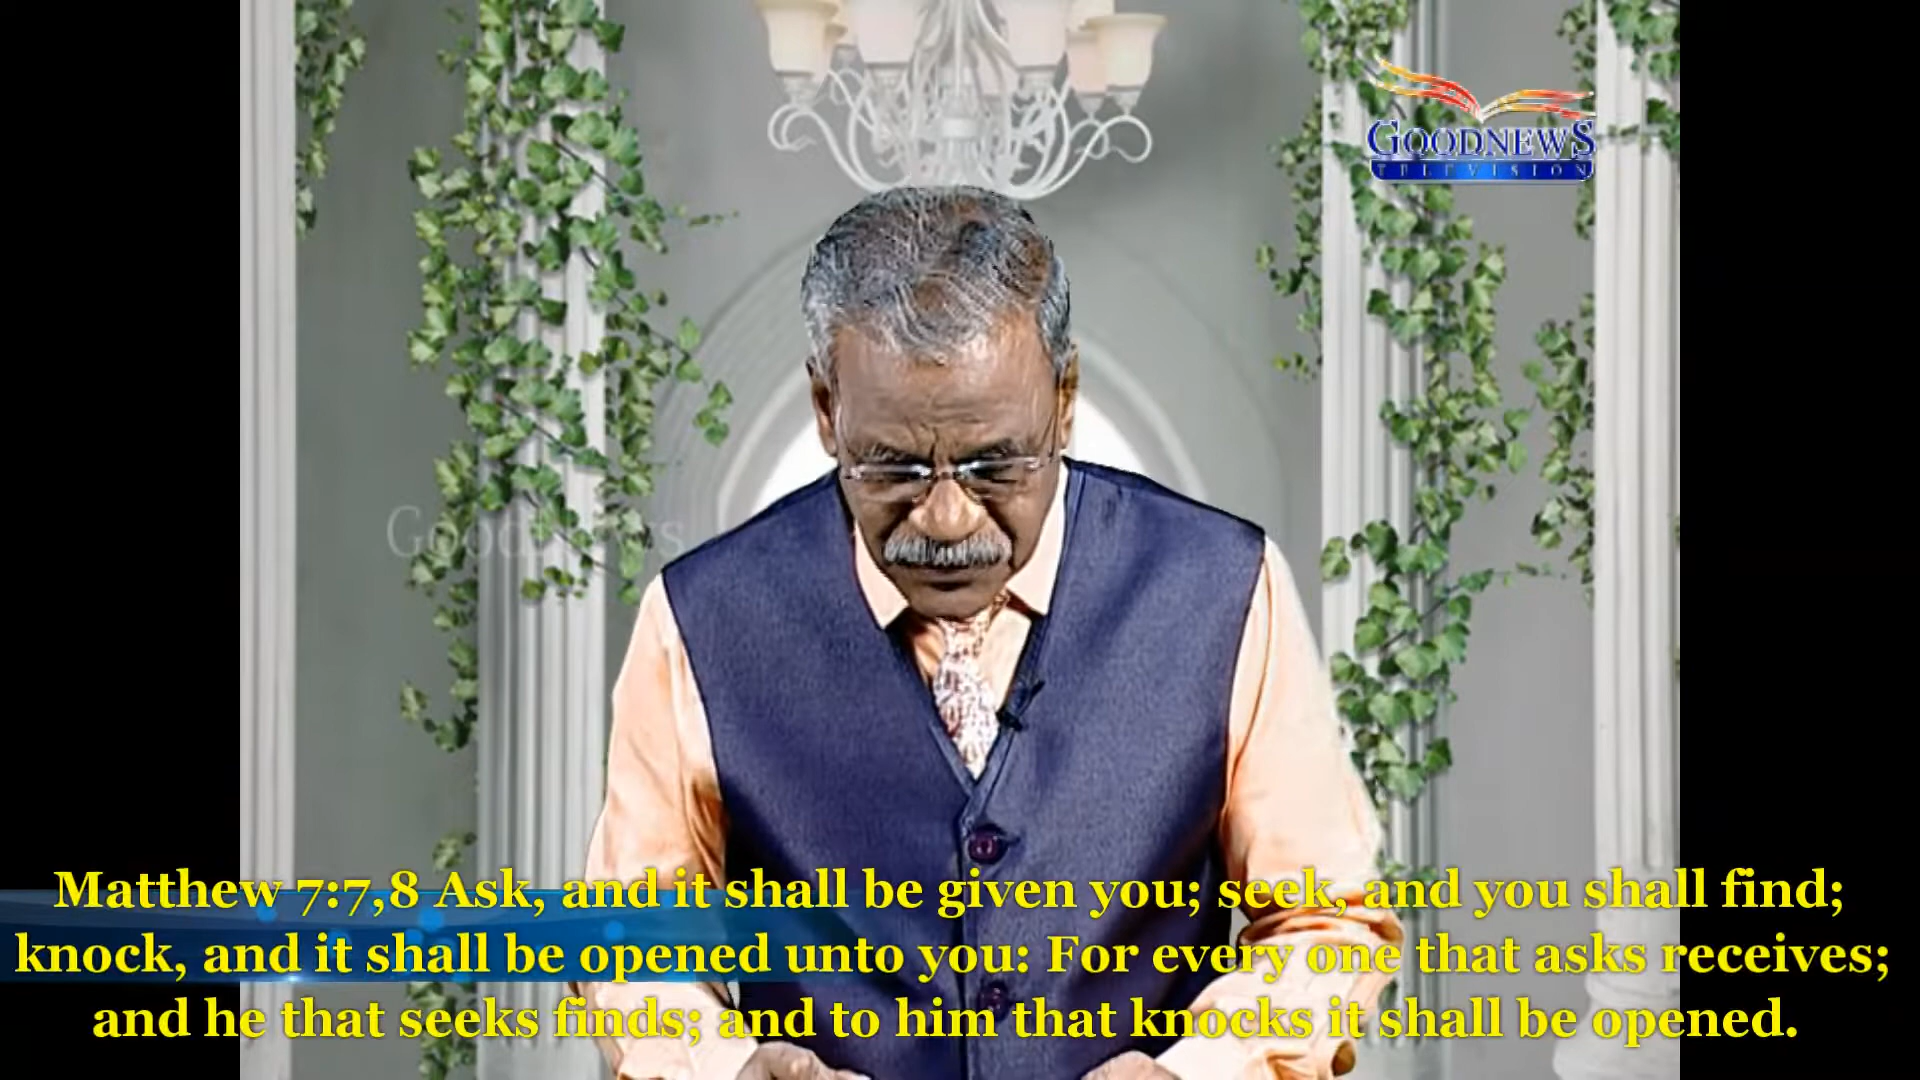 GOODNEWS
TELEVISION
GoodNews
Matthew 7:7,8 Ask, and it shall be given you; seek, and you shall find;
knock, and it shall be opened unto you: For every one that asks receives;
and he that seeks finds; and to him that knocks it shall be opened.